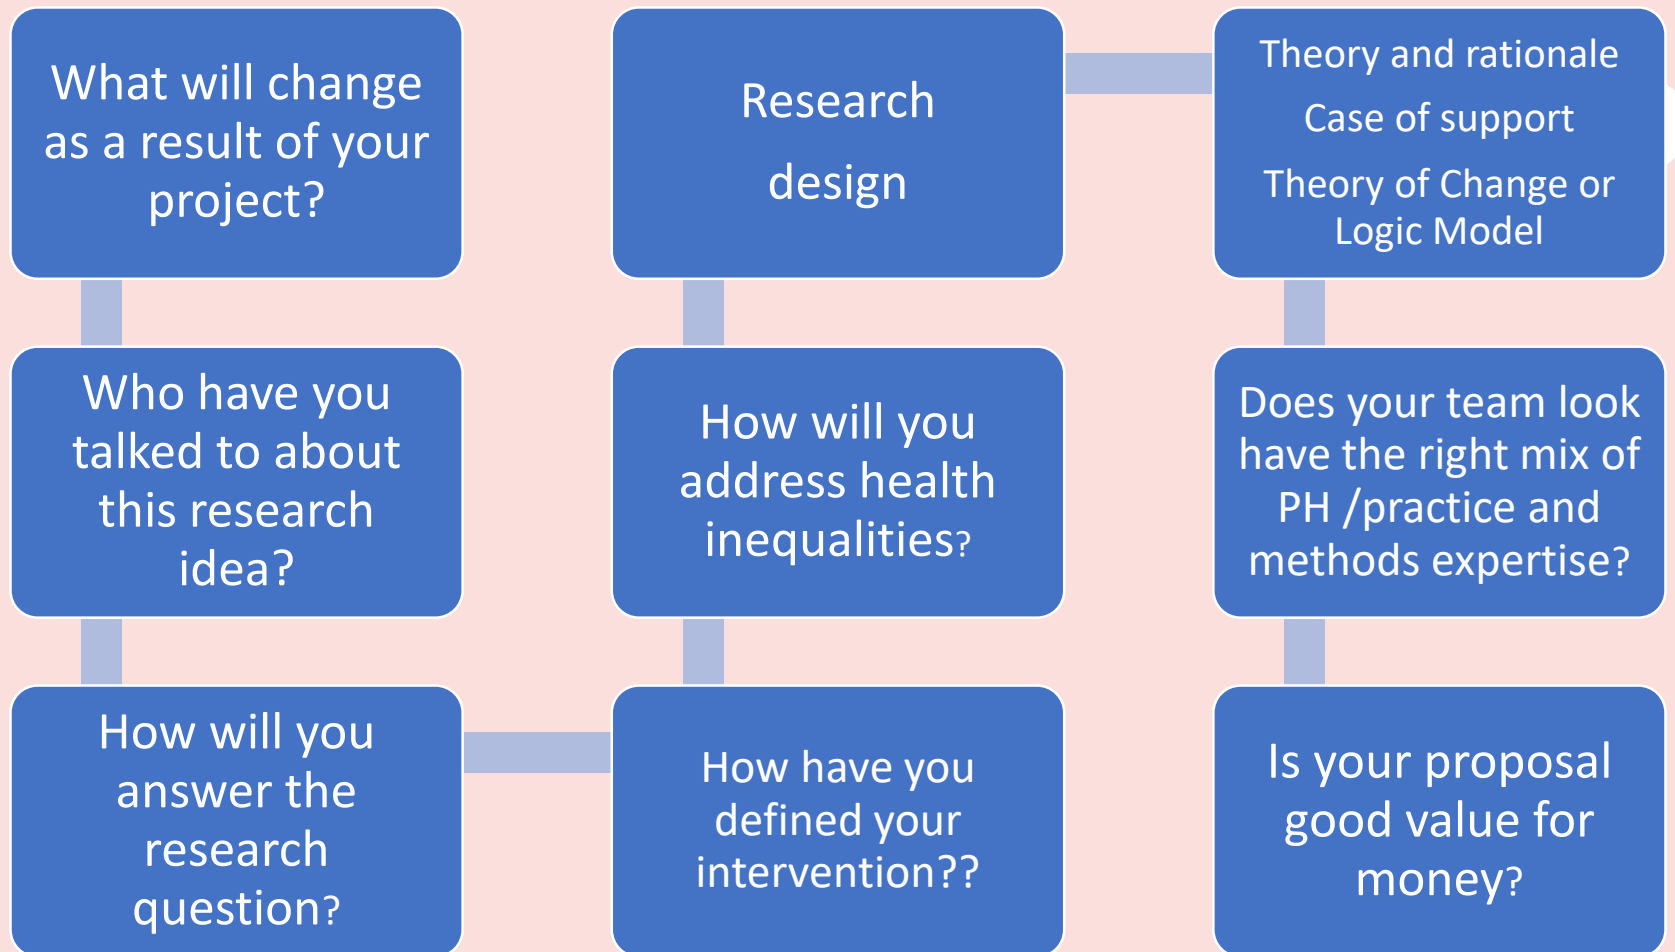 What will change
as a result of your
project?
Who have you
talked to about
this research
idea?
How will you
answer the
research
question?
How have you
defined your
intervention??
How will you
address health
inequalities?
Research
design
Theory and rationale
Case of support
Theory of Change or
Logic Model
Does your team look
have the right mix of
PH /practice and
methods expertise?
Is your proposal
good value for
money?